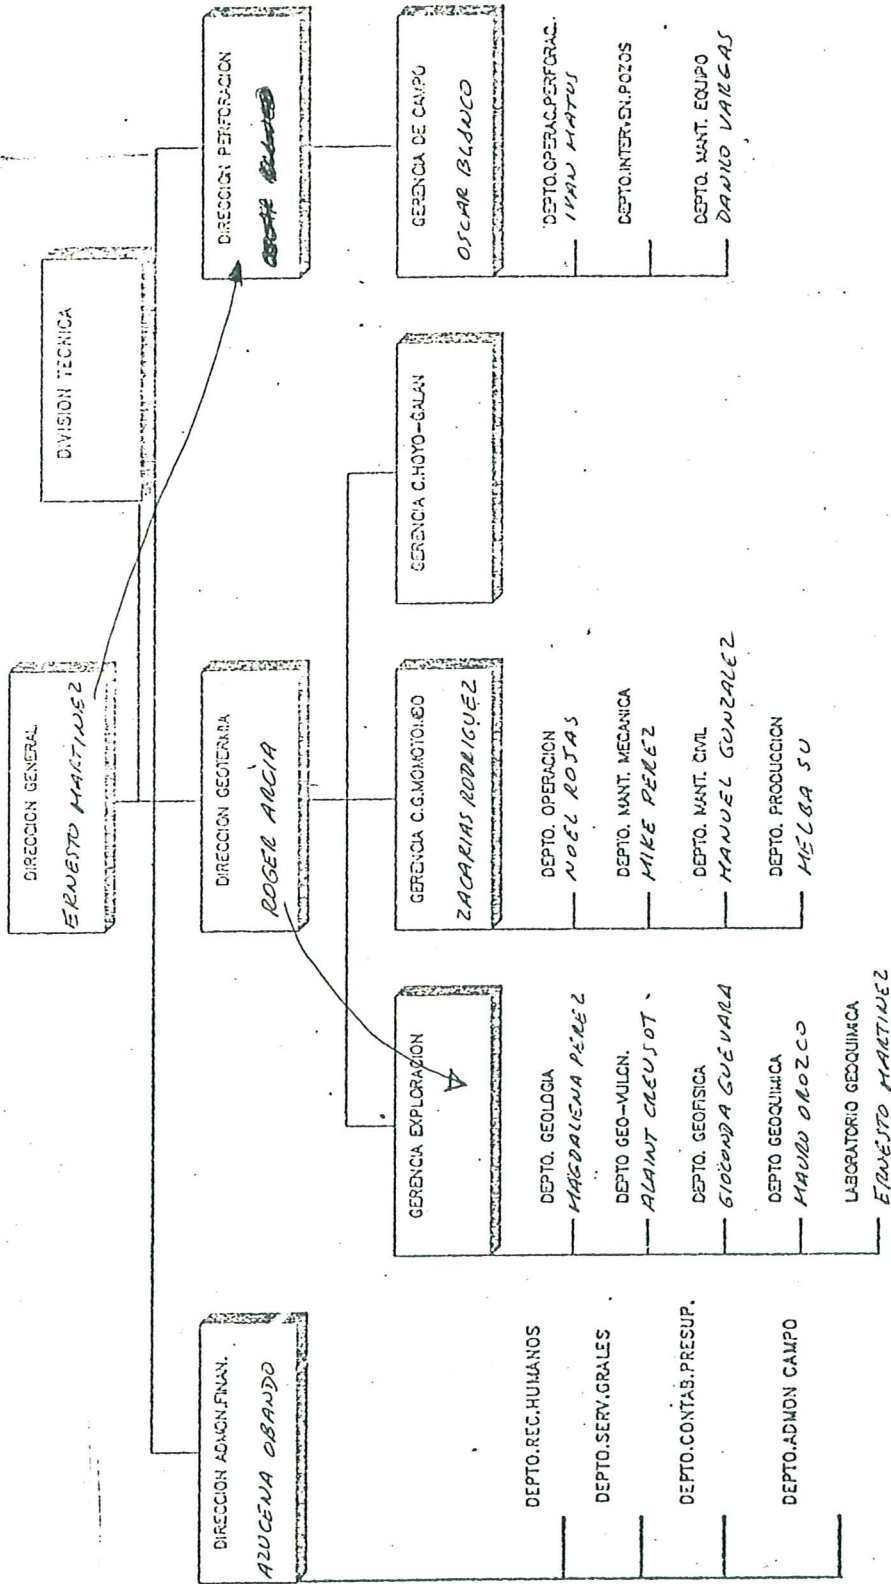 DIRECCION GENERAL
ERNESTO MARTINEZ
DIVISION TECNICA
DIRECCION ADMON.FINAN.
AZUCENA OBANDO
DIRECCION GEOTERMIA
ROGER ARCIA
DIRECCION PERFORACION
GERENCIA EXPLORACION
GERENCIA C.G.MOMOTOMBO
ZACARIAS RODRIGUEZ
GERENCIA C.HOYO-GALAN
GERENCIA DE CAMPO
OSCAR BLANCO
DEPTO.REC.HUMANOS
DEPTO.SERV.GRALES
DEPTO.CONTAB.PRESUP.
DEPTO.ADMON CAMPO
DEPTO. GEOLOGIA
MAGDALENA PEREZ
DEPTO GEO-VULCN.
ALAINT CREUSOT.
DEPTO. GEOFISICA
GIOCONDA GUEVARA
DEPTO GEOQUIMICA
MAURO OROZCO
LABORATORIO GEOQUIMICA
ERNESTO MARTINEZ
DEPTO. OPERACION
NOEL ROJAS
DEPTO. MANT. MECANICA
MIKE PEREZ
DEPTO. MANT. CIVIL
MANUEL GUNZALEZ
DEPTO. PRODUCCION
MELBA SU
DEPTO.OPERAC.PERFORAC.
IVAN MATUS
DEPTO.INTERVEN.POZOS
DEPTO. MANT. EQUIPO
DANILO VARGAS